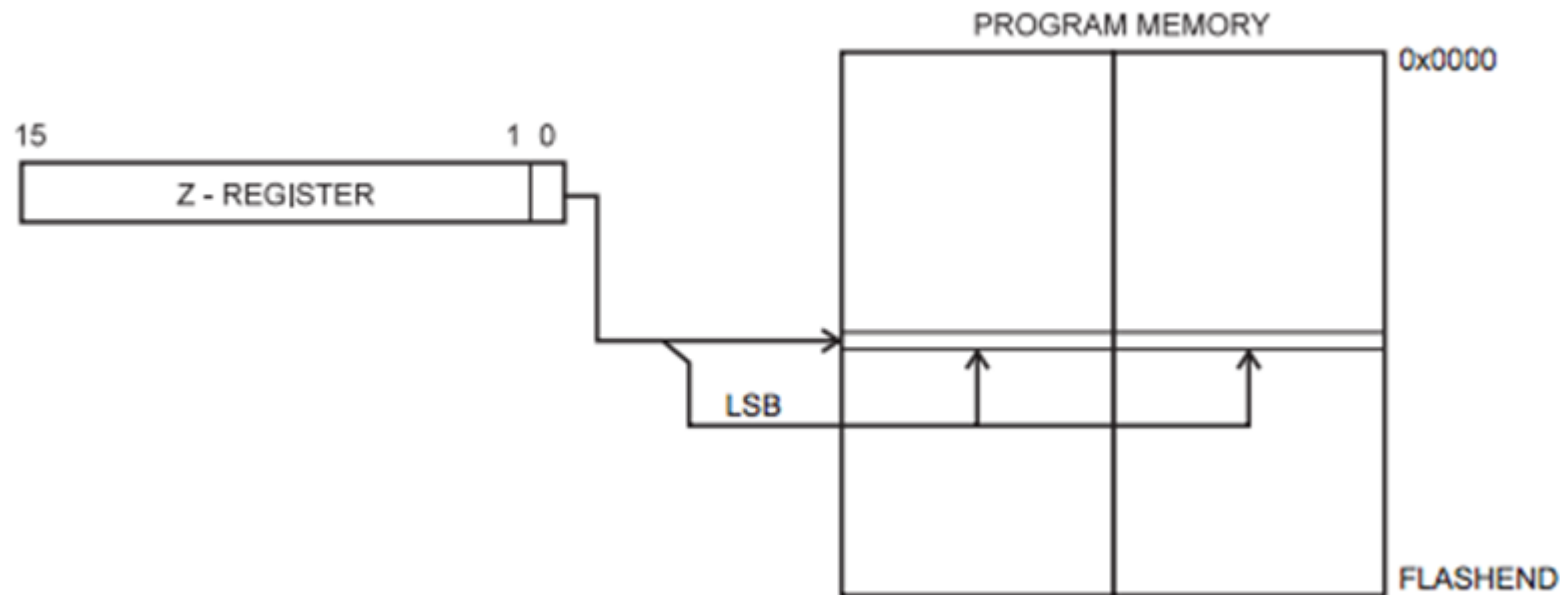 PROGRAM MEMORY
0x0000
15 1 0
Z - REGISTER
LSB
FLASHEND